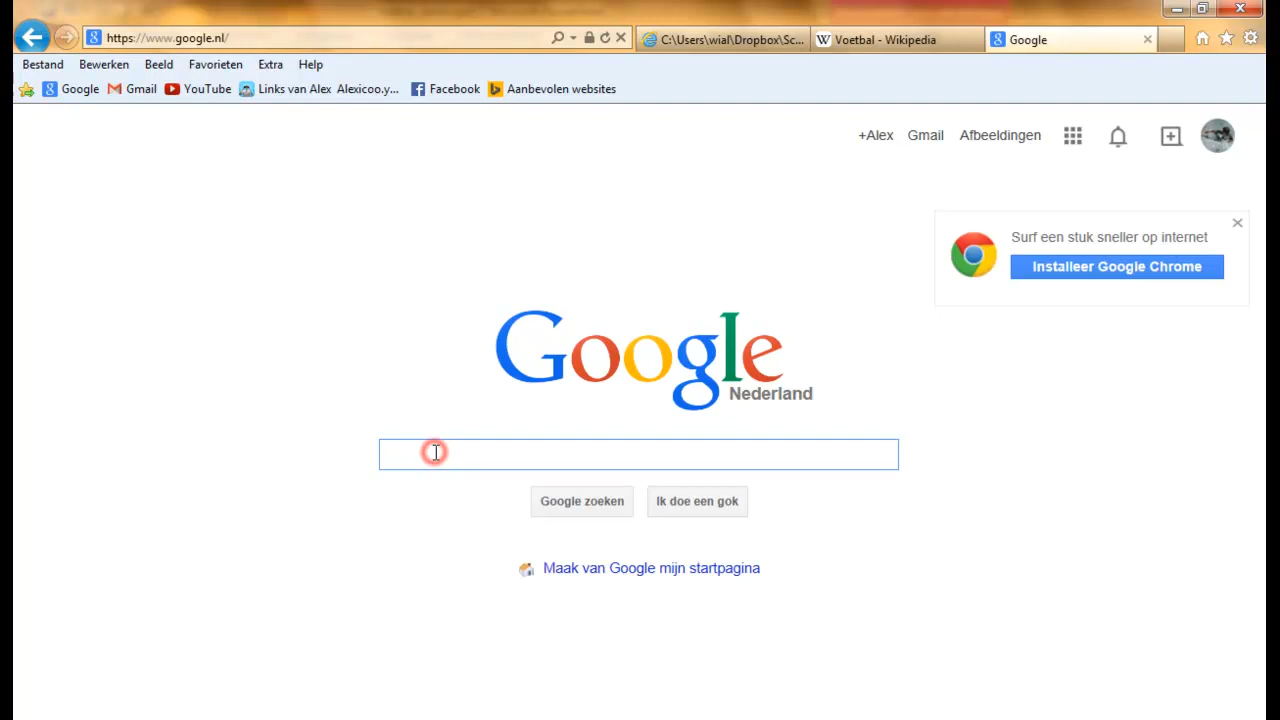 https://www.google.nl/
C:\Users\wial\Dropbox\Sc...
Voetbal - Wikipedia
Google
Bestand Bewerken Beeld Favorieten Extra Help
Google Gmail YouTube Links van Alex Alexicoo.y... Facebook Aanbevolen websites
+Alex Gmail Afbeeldingen
Surf een stuk sneller op internet
Installeer Google Chrome
Google
Nederland
Google zoeken Ik doe een gok
Maak van Google mijn startpagina